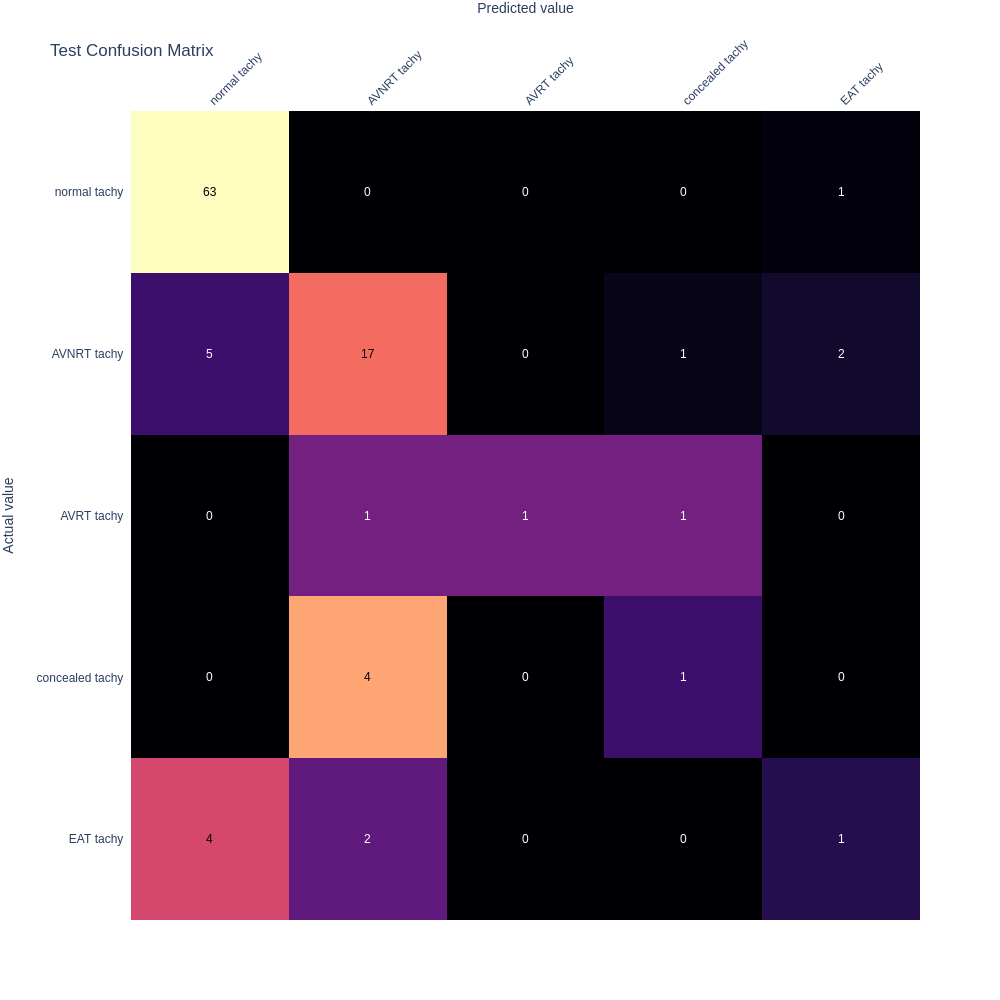 Predicted value
Test Confusion Matrix
normal tachy
AVNRT tachy
AVRT tachy
concealed tachy
EAT tachy
Actual value
normal tachy 63 0 0 0 1
AVNRT tachy 5 17 0 1 2
AVRT tachy 0 1 1 1 0
concealed tachy 0 4 0 1 0
EAT tachy 4 2 0 0 1